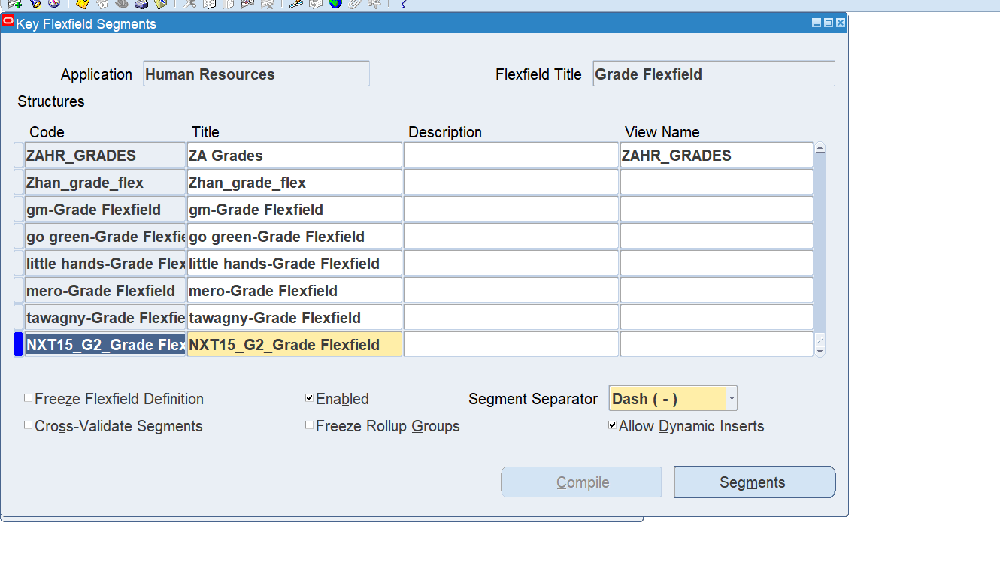 Key Flexfield Segments
Application Human Resources Flexfield Title Grade Flexfield
Structures
Code Title Description View Name
ZAHR_GRADES ZA Grades ZAHR_GRADES
Zhan_grade_flex Zhan_grade_flex
gm-Grade Flexfield gm-Grade Flexfield
go green-Grade Flexfie go green-Grade Flexfield
little hands-Grade Flex little hands-Grade Flexfield
mero-Grade Flexfield mero-Grade Flexfield
tawagny-Grade Flexfie tawagny-Grade Flexfield
NXT15_G2_Grade Flex NXT15_G2_Grade Flexfield
Freeze Flexfield Definition Enabled Segment Separator Dash ( - )
Cross-Validate Segments Freeze Rollup Groups Allow Dynamic Inserts
Compile Segments